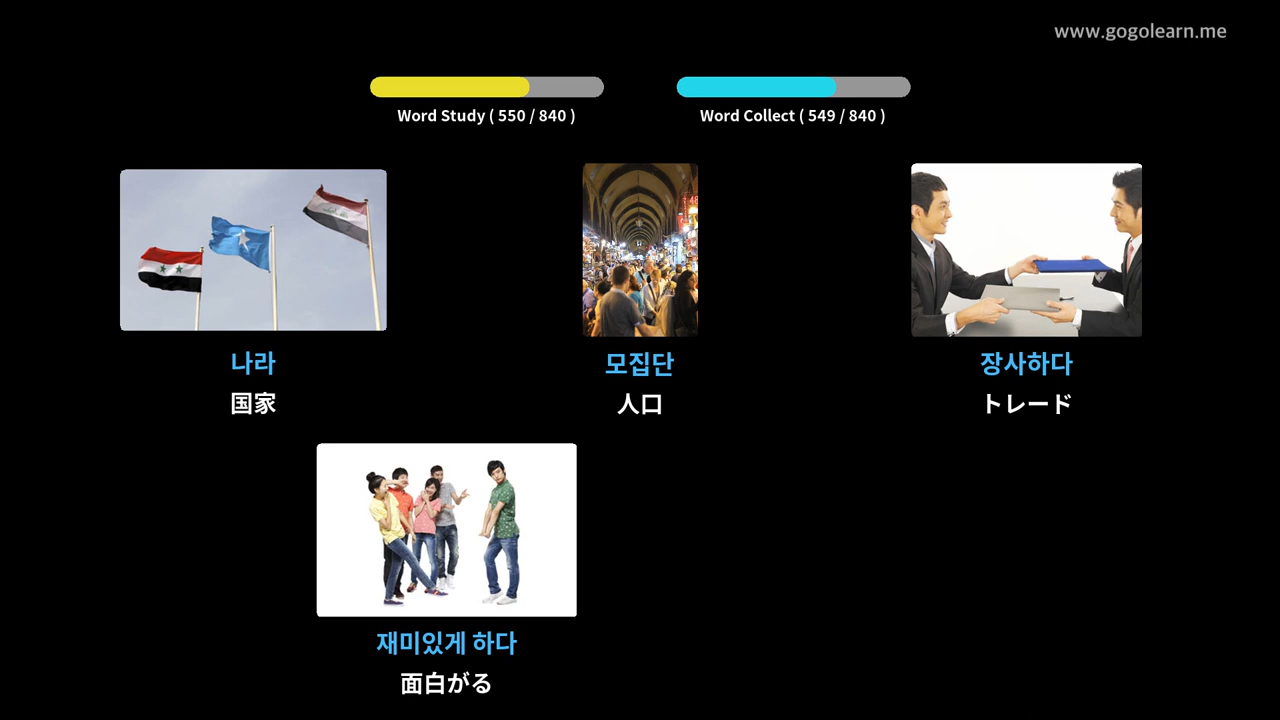 www.gogolearn.me
Word Study ( 550 / 840 )
Word Collect ( 549 / 840 )
나라
国家
모집단
人口
장사하다
トレード
재미있게 하다
面白がる